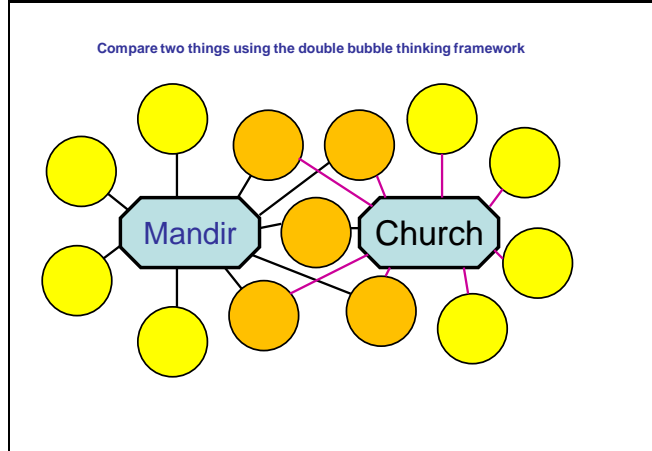 Compare two things using the double bubble thinking framework
Mandir
Church